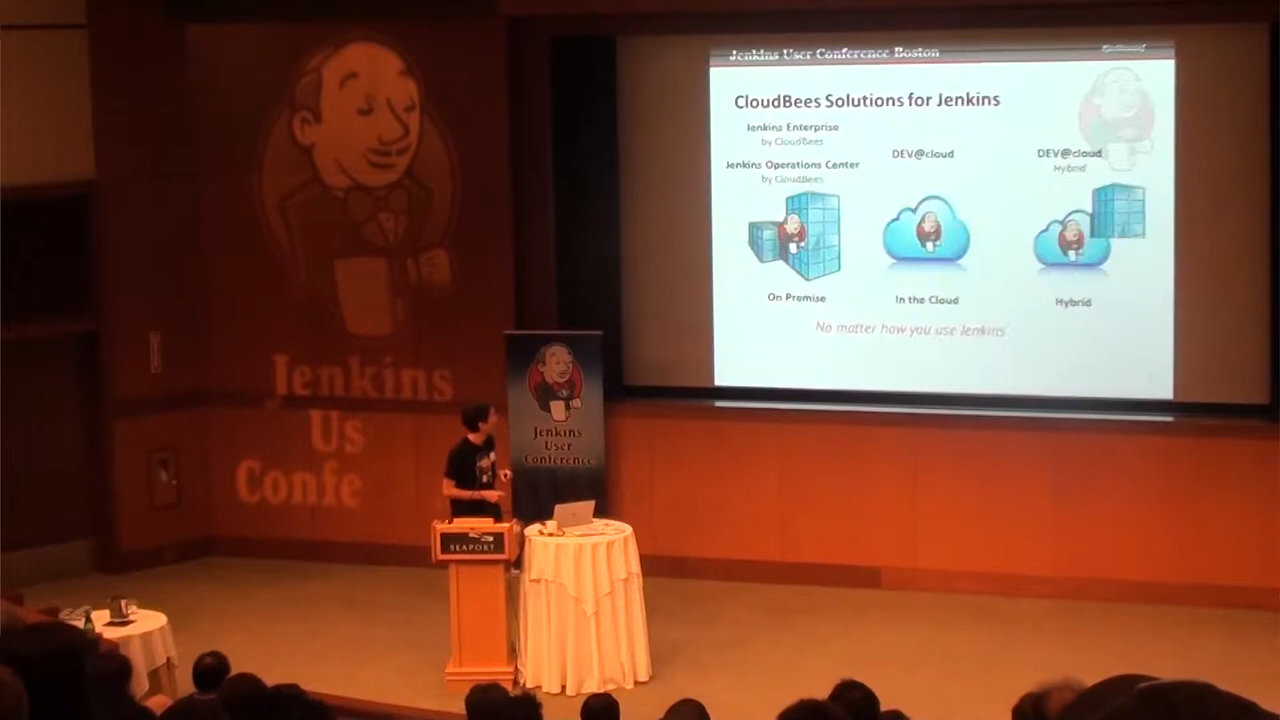 Jenkins User Conference Boston
CloudBees Solutions for Jenkins
Jenkins Enterprise
by CloudBees
Jenkins Operations Center
by CloudBees
On Premise
DEV@cloud
In the Cloud
DEV@cloud
Hybrid
Hybrid
No matter how you use Jenkins
Jenkins
Us
Confe
Jenkins
User
Conference
SEAPORT